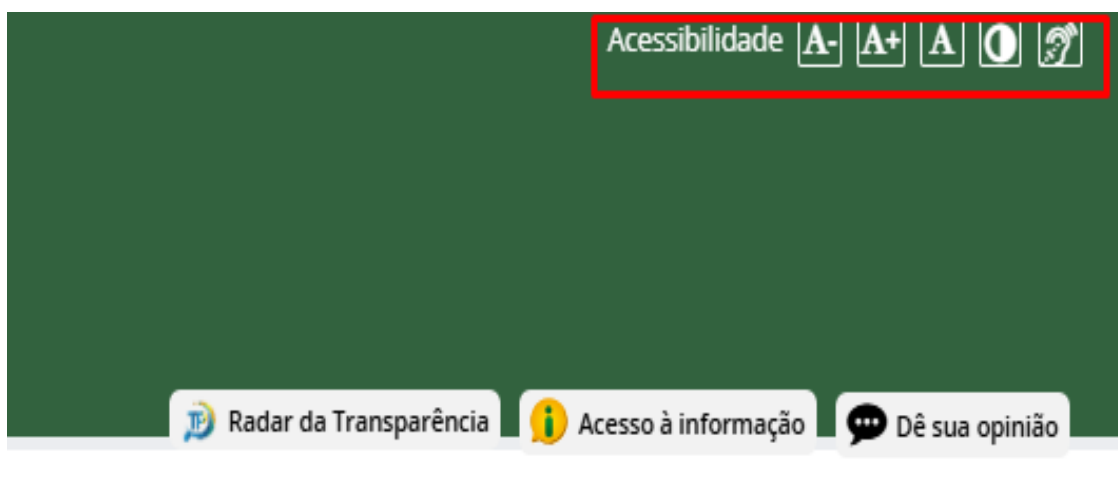 Acessibilidade A- A+ A
Radar da Transparência Acesso à informação Dê sua opinião